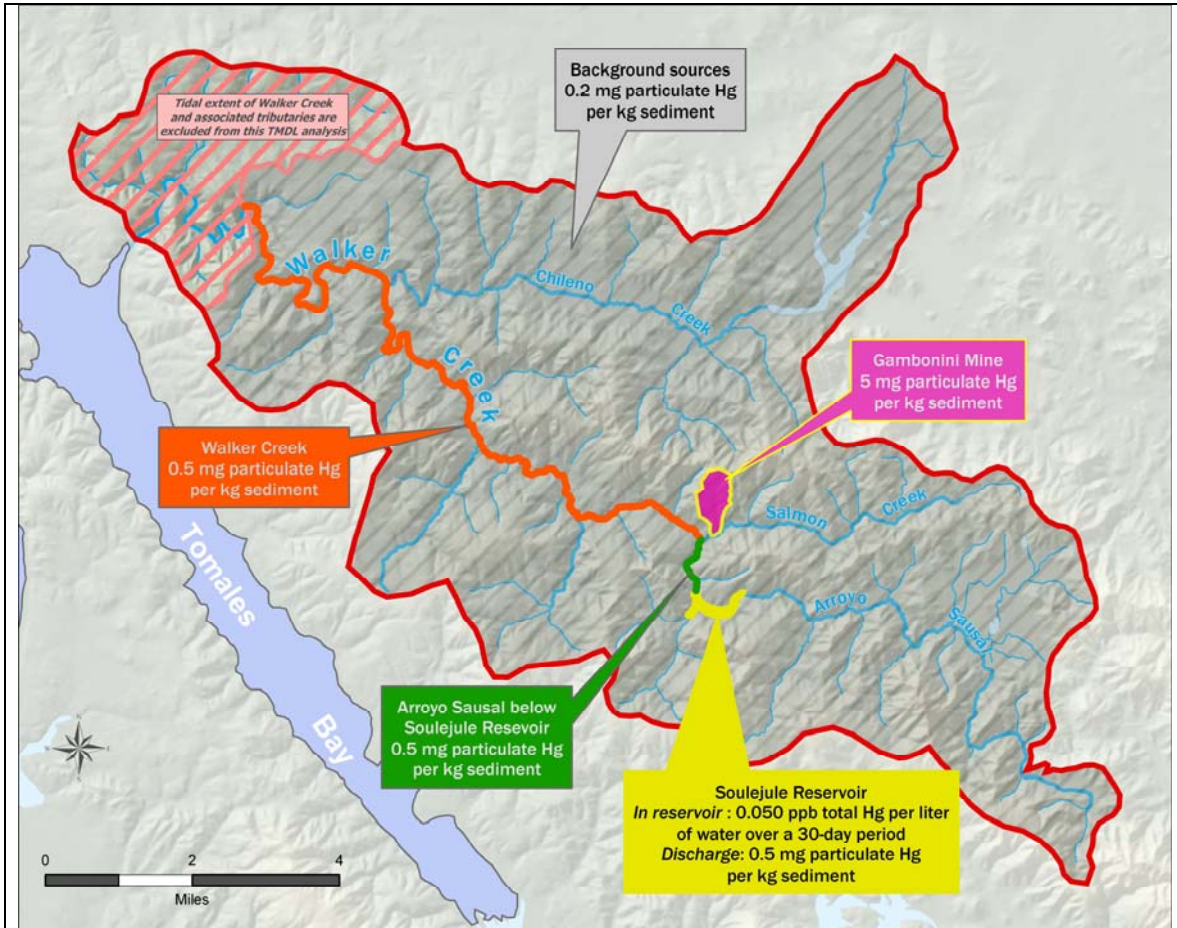 Tidal extent of Walker Creek
and associated tributaries are
excluded from this TMDL analysis
Background sources
0.2 mg particulate Hg
per kg sediment
Walker
Creek
Chileno
Creek
Gambonini Mine
5 mg particulate Hg
per kg sediment
Walker Creek
0.5 mg particulate Hg
per kg sediment
Salmon
Creek
Arroyo
Sausal
Tomales
Bay
Arroyo Sausal below
Soulejule Resevoir
0.5 mg particulate Hg
per kg sediment
Soulejule Reservoir
In reservoir : 0.050 ppb total Hg per liter
of water over a 30-day period
Discharge: 0.5 mg particulate Hg
per kg sediment
N
0 2 4
Miles